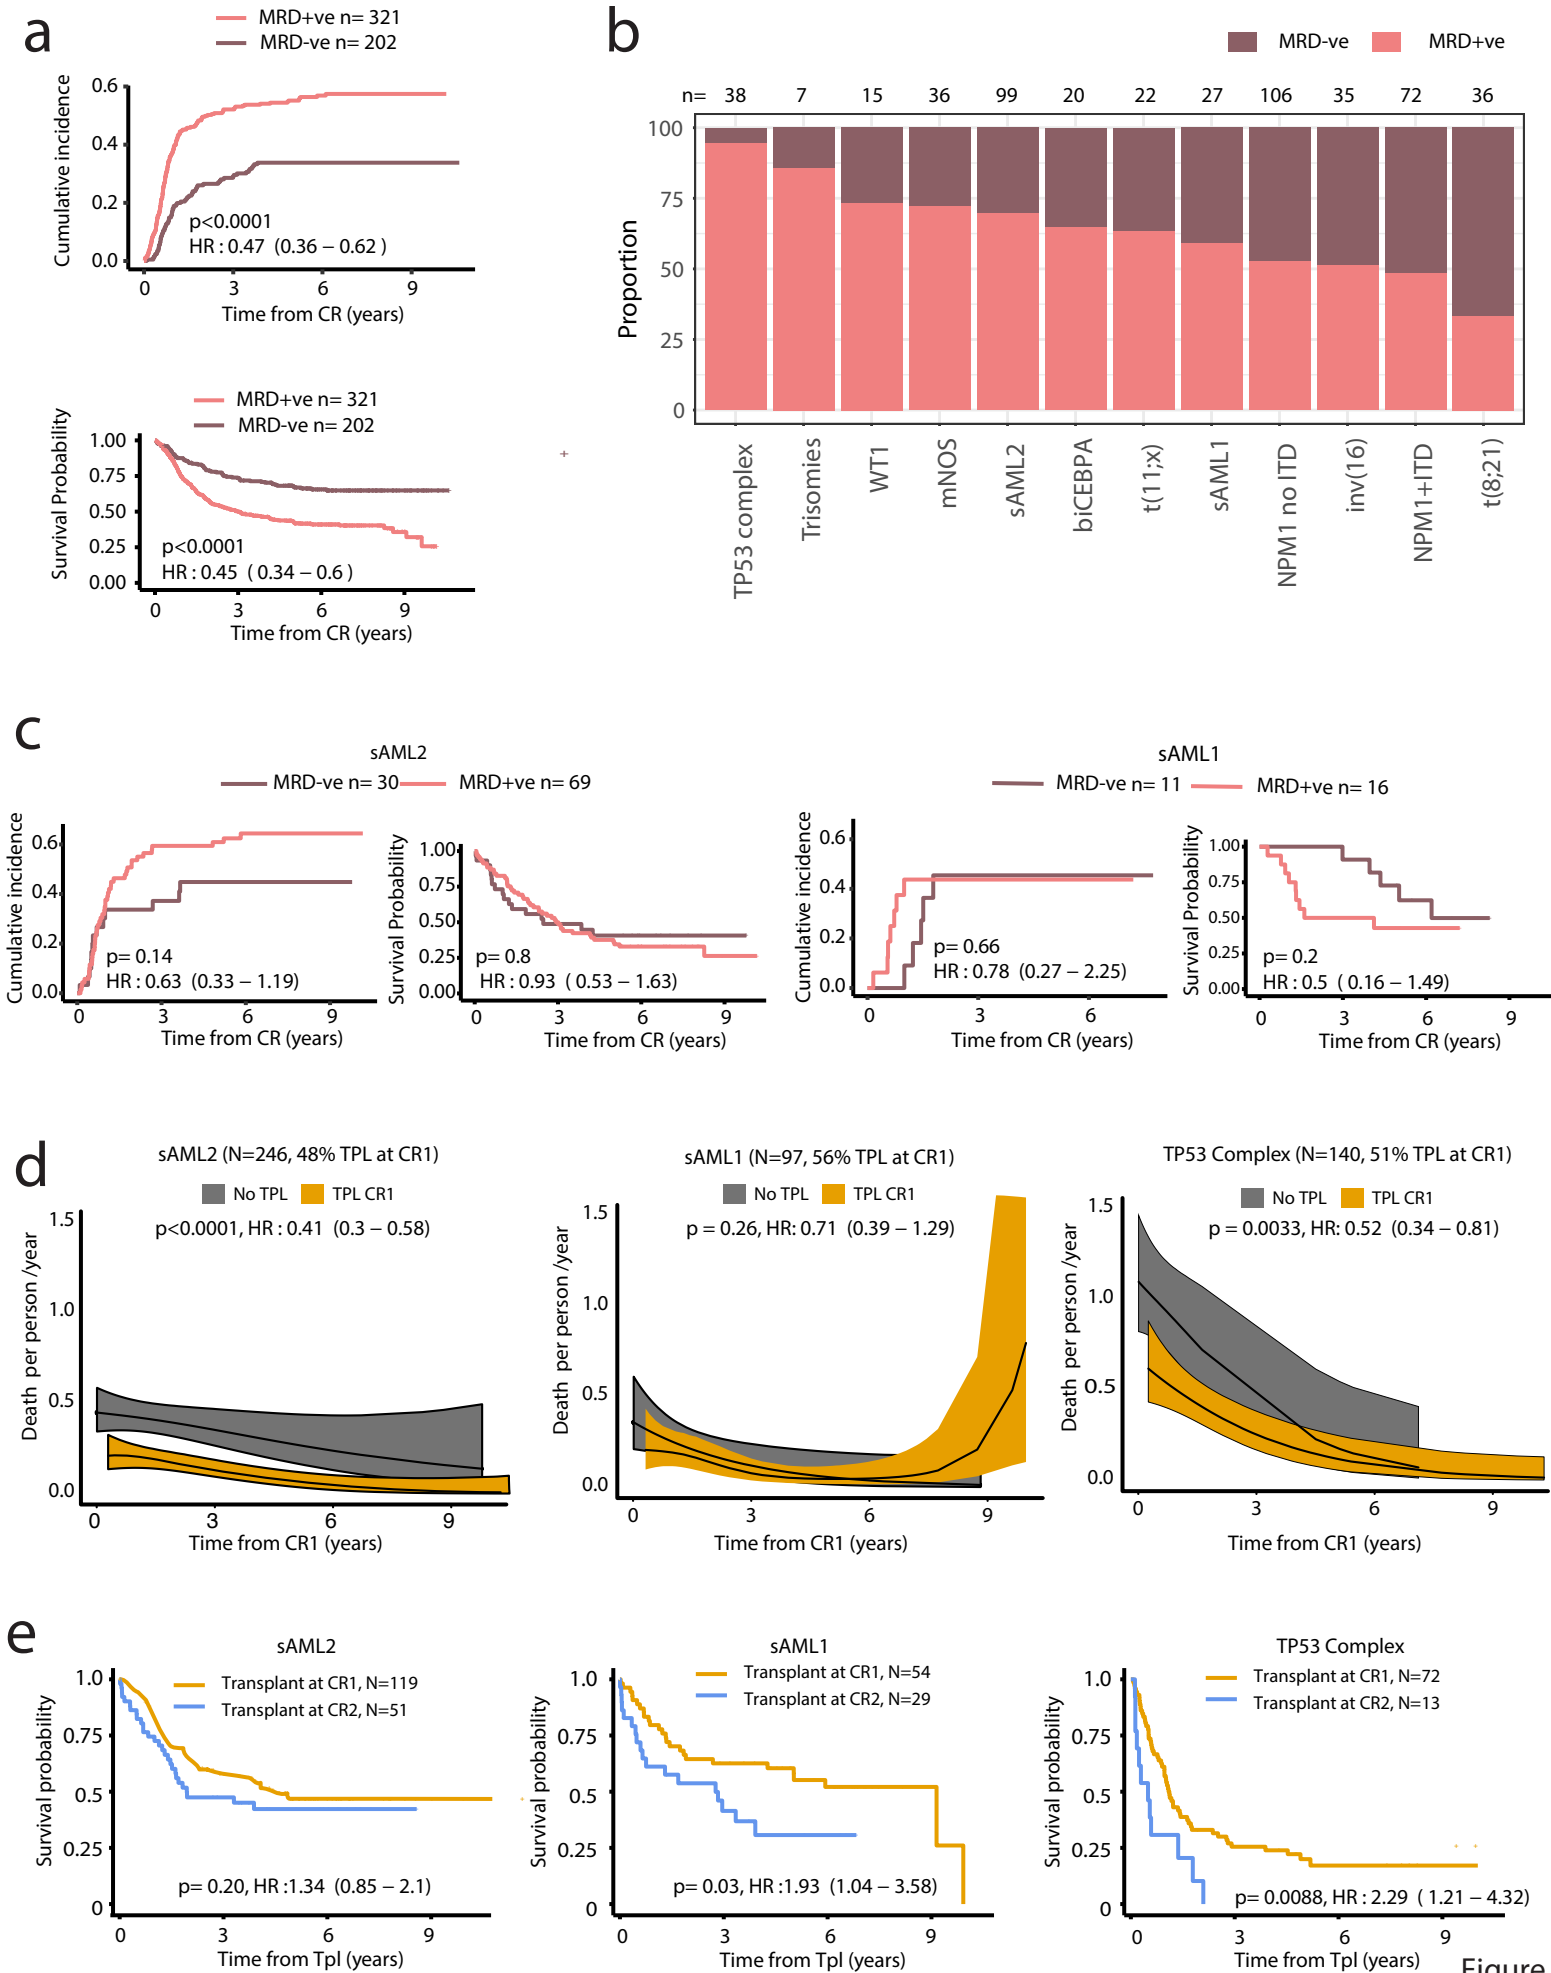 a
MRD+ve n= 321
MRD-ve n= 202
Cumulative incidence
0.6
0.4
0.2
0.0
p<0.0001
HR : 0.47 (0.36 – 0.62 )
0 3 6 9
Time from CR (years)
MRD+ve n= 321
MRD-ve n= 202
Survival Probability
1.00
0.75
0.50
0.25
0.00
p<0.0001
HR : 0.45 ( 0.34 – 0.6 )
0 3 6 9
Time from CR (years)
b
MRD-ve MRD+ve
n= 38 7 15 36 99 20 22 27 106 35 72 36
Proportion
100
75
50
25
0
TP53 complex
Trisomies
WT1
mNOS
sAML2
biCEBPA
t(11;x)
sAML1
NPM1 no ITD
inv(16)
NPM1+ITD
t(8;21)
c
sAML2
MRD-ve n= 30 MRD+ve n= 69
Cumulative incidence
0.6
0.4
0.2
0.0
p= 0.14
HR : 0.63 (0.33 – 1.19)
0 3 6 9
Time from CR (years)
Survival Probability
1.00
0.75
0.50
0.25
0.00
p= 0.8
HR : 0.93 ( 0.53 – 1.63)
0 3 6 9
Time from CR (years)
sAML1
MRD-ve n= 11 MRD+ve n= 16
Cumulative incidence
0.6
0.4
0.2
0.0
p= 0.66
HR : 0.78 (0.27 – 2.25)
0 3 6
Time from CR (years)
Survival Probability
1.00
0.75
0.50
0.25
0.00
p= 0.2
HR : 0.5 ( 0.16 – 1.49)
0 3 6 9
Time from CR (years)
d
sAML2 (N=246, 48% TPL at CR1)
No TPL TPL CR1
p<0.0001, HR : 0.41 (0.3 – 0.58)
Death per person /year
1.5
1.0
0.5
0.0
0 3 6 9
Time from CR1 (years)
sAML1 (N=97, 56% TPL at CR1)
No TPL TPL CR1
p = 0.26, HR: 0.71 (0.39 – 1.29)
Death per person /year
1.5
1.0
0.5
0.0
0 3 6 9
Time from CR1 (years)
TP53 Complex (N=140, 51% TPL at CR1)
No TPL TPL CR1
p = 0.0033, HR: 0.52 (0.34 – 0.81)
Death per person /year
1.5
1.0
0.5
0.0
0 3 6 9
Time from CR1 (years)
e
sAML2
Transplant at CR1, N=119
Transplant at CR2, N=51
Survival probability
1.0
0.75
0.5
0.25
0
p= 0.20, HR :1.34 (0.85 – 2.1)
0 3 6 9
Time from Tpl (years)
sAML1
Transplant at CR1, N=54
Transplant at CR2, N=29
Survival probability
1.0
0.75
0.5
0.25
0
p= 0.03, HR :1.93 (1.04 – 3.58)
0 3 6 9
Time from Tpl (years)
TP53 Complex
Transplant at CR1, N=72
Transplant at CR2, N=13
Survival probability
1.0
0.75
0.5
0.25
0
p= 0.0088, HR : 2.29 ( 1.21 – 4.32)
0 3 6 9
Time from Tpl (years)
Figure